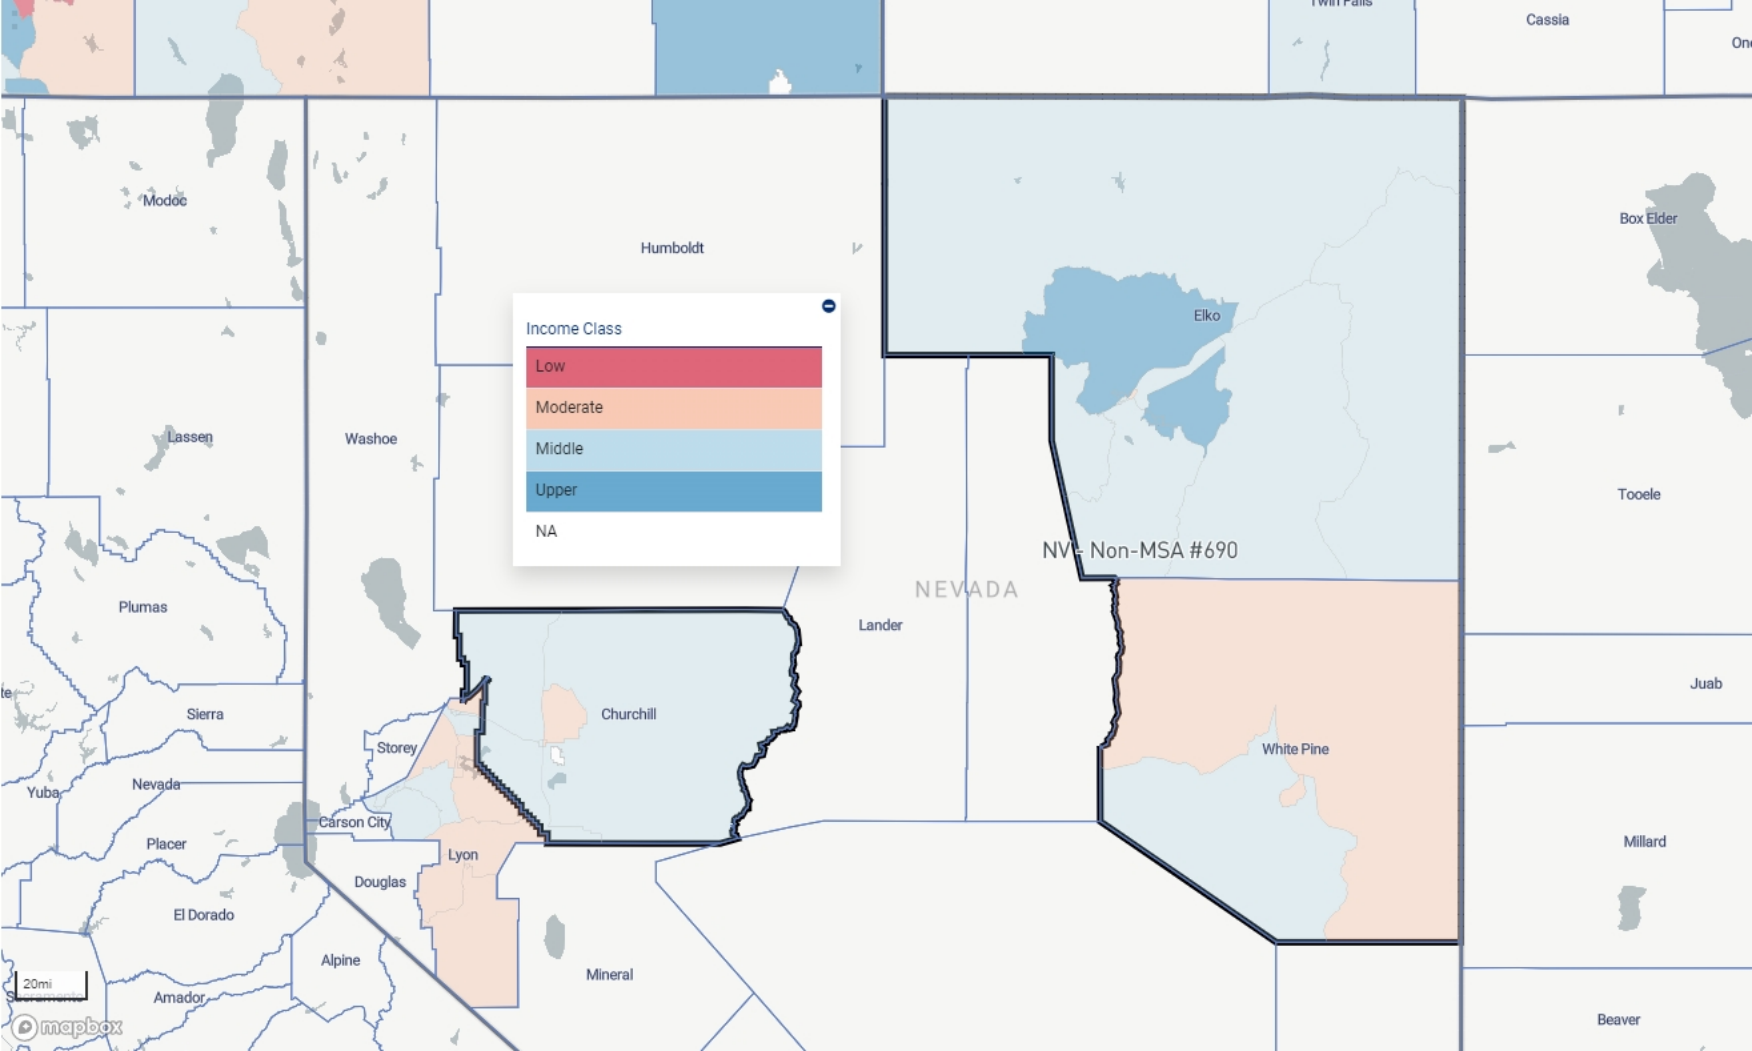 Twin Falls
Cassia
Modoc
Box Elder
Humboldt
Elko
Income Class
Low
Moderate
Middle
Upper
NA
Lassen
Washoe
Tooele
NV - Non-MSA #690
NEVADA
Plumas
Lander
Juab
Sierra
Churchill
Storey
White Pine
Nevada
Yuba
Carson City
Placer
Millard
Lyon
Douglas
El Dorado
Alpine
Mineral
20mi
Sacramento
Amador
Beaver
mapbox